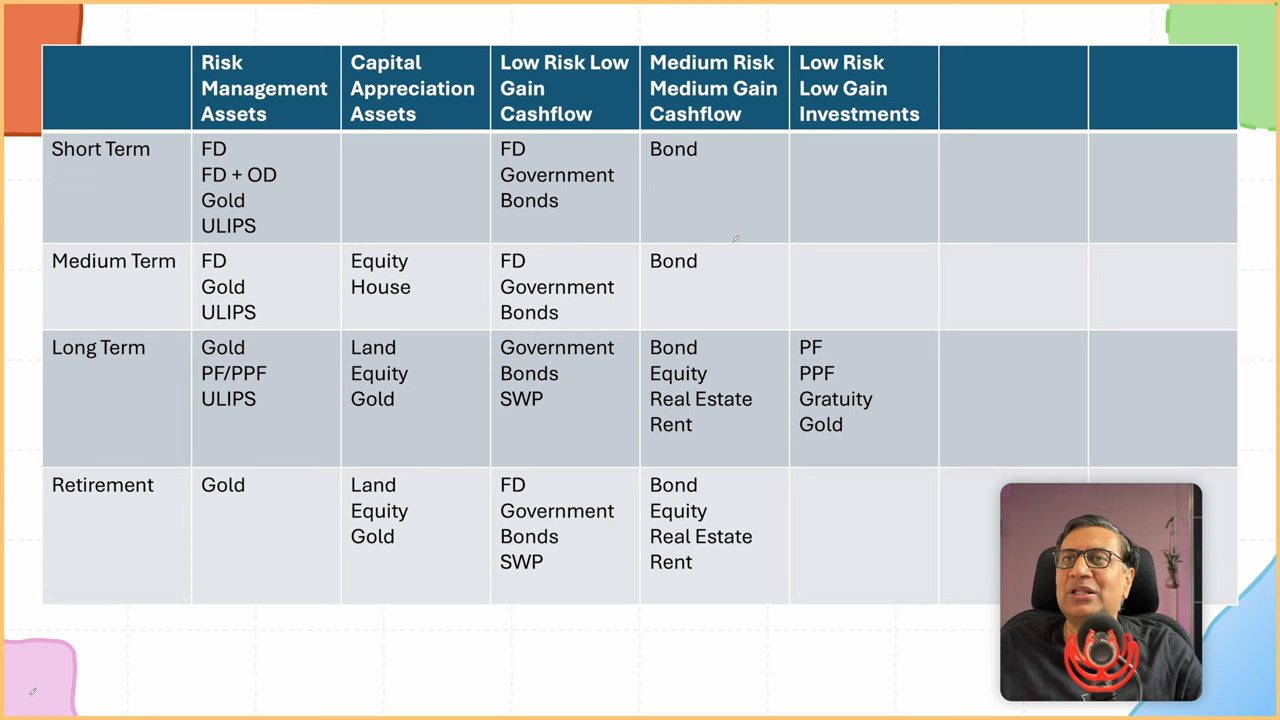 Risk
Management
Assets
Capital
Appreciation
Assets
Low Risk Low
Gain
Cashflow
Medium Risk
Medium Gain
Cashflow
Low Risk
Low Gain
Investments
Short Term
FD
FD + OD
Gold
ULIPS
FD
Government
Bonds
Bond
Medium Term
FD
Gold
ULIPS
Equity
House
FD
Government
Bonds
Bond
Long Term
Gold
PF/PPF
ULIPS
Land
Equity
Gold
Government
Bonds
SWP
Bond
Equity
Real Estate
Rent
PF
PPF
Gratuity
Gold
Retirement
Gold
Land
Equity
Gold
FD
Government
Bonds
SWP
Bond
Equity
Real Estate
Rent